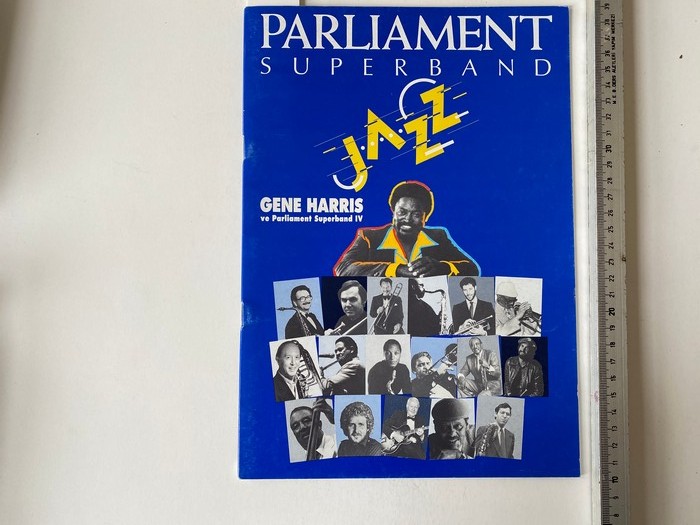 PARLIAMENT
SUPERBAND
JAZZ
GENE HARRIS
ve Parliament Superband IV